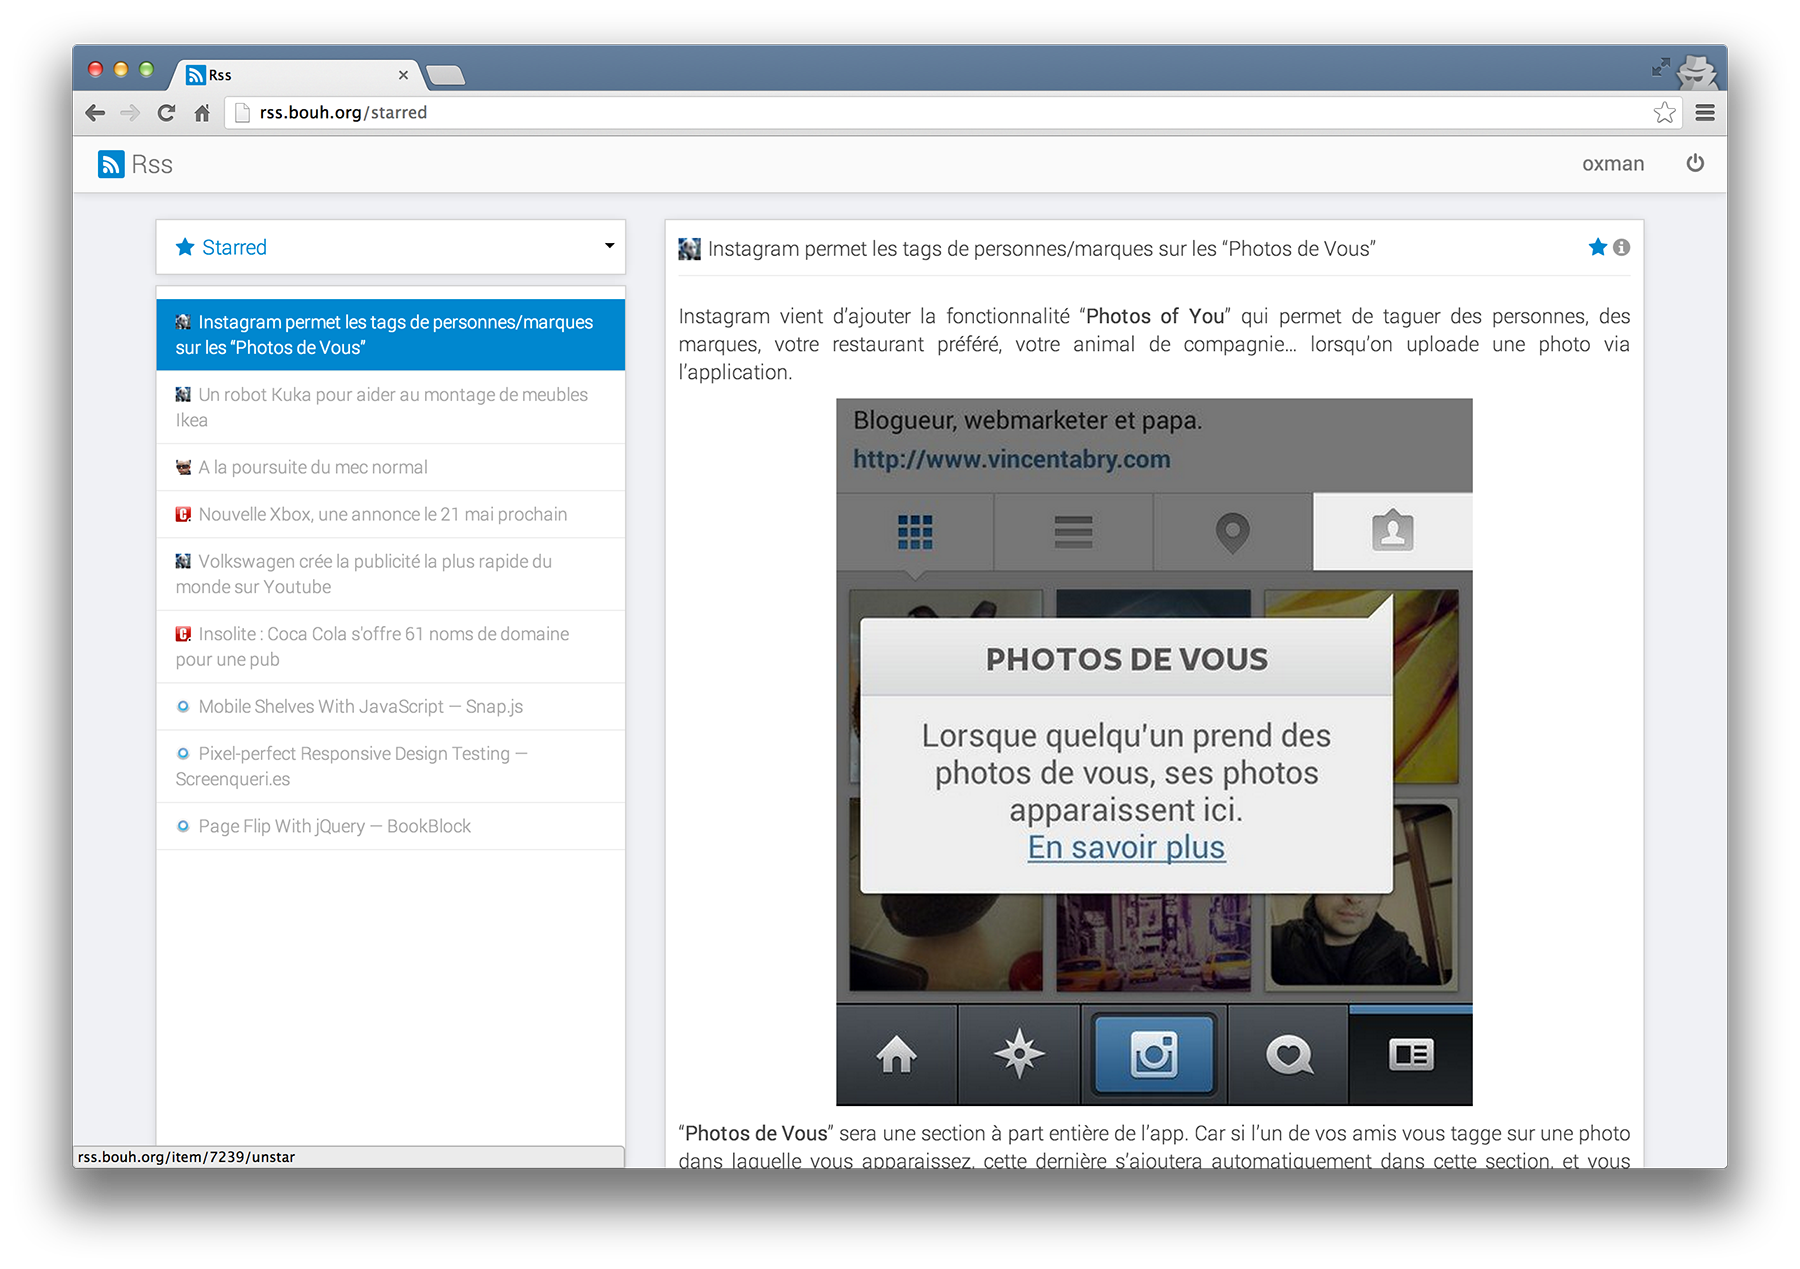 Rss
rss.bouh.org/starred
Rss
oxman
Starred
Instagram permet les tags de personnes/marques
sur les “Photos de Vous”
Un robot Kuka pour aider au montage de meubles
Ikea
A la poursuite du mec normal
Nouvelle Xbox, une annonce le 21 mai prochain
Volkswagen crée la publicité la plus rapide du
monde sur Youtube
Insolite : Coca Cola s'offre 61 noms de domaine
pour une pub
Mobile Shelves With JavaScript — Snap.js
Pixel-perfect Responsive Design Testing —
Screenqueri.es
Page Flip With jQuery — BookBlock
Instagram permet les tags de personnes/marques sur les “Photos de Vous”
Instagram vient d’ajouter la fonctionnalité “Photos of You” qui permet de taguer des personnes, des
marques, votre restaurant préféré, votre animal de compagnie… lorsqu’on uploade une photo via
l’application.
Blogueur, webmarketer et papa.
http://www.vincentabry.com
PHOTOS DE VOUS
Lorsque quelqu'un prend des
photos de vous, ses photos
apparaissent ici.
En savoir plus
“Photos de Vous” sera une section à part entière de l’app. Car si l’un de vos amis vous tagge sur une photo
dans laquelle vous apparaissez, cette dernière s’ajoutera automatiquement dans cette section, et vous
rss.bouh.org/item/7239/unstar